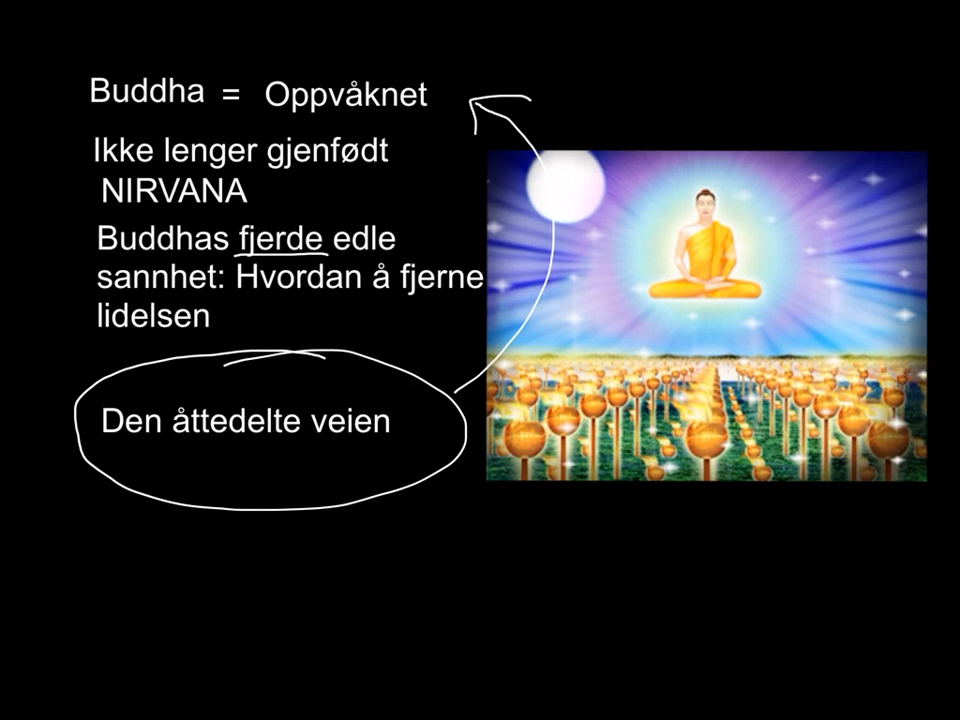 Buddha = Oppvåknet
Ikke lenger gjenfødt
NIRVANA
Buddhas fjerde edle
sannhet: Hvordan å fjerne
lidelsen
Den åttedelte veien